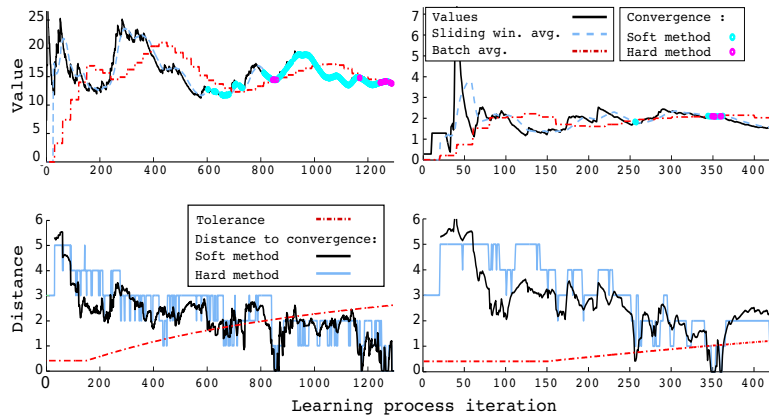 Value
25
20
15
13
10
5
0
0 200 400 600 800 1000 1200
Values
Sliding win. avg.
Batch avg.
Convergence :
Soft method
Hard method
7
6
5
4
3
2
1
0
0 50 100 150 200 250 300 350 400
Distance
6
5
4
3
2
1
0
0 200 400 600 800 1000 1200
Tolerance
Distance to convergence:
Soft method
Hard method
6
5
4
3
2
1
0
0 50 100 150 200 250 300 350 400
Learning process iteration